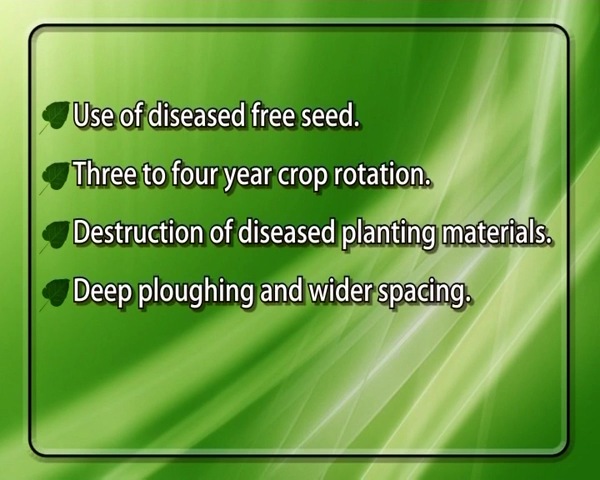 Use of diseased free seed.
Three to four year crop rotation.
Destruction of diseased planting materials.
Deep ploughing and wider spacing.